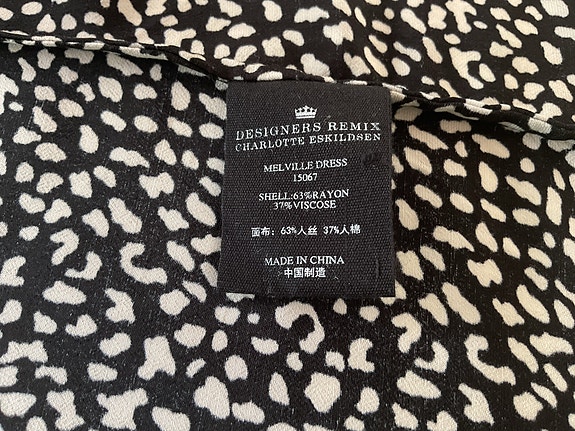 DESIGNERS REMIX
CHARLOTTE ESKILDSEN
MELVILLE DRESS
15067
SHELL:63%RAYON
37%VISCOSE
面布：63%人丝 37%人棉
MADE IN CHINA
中国制造